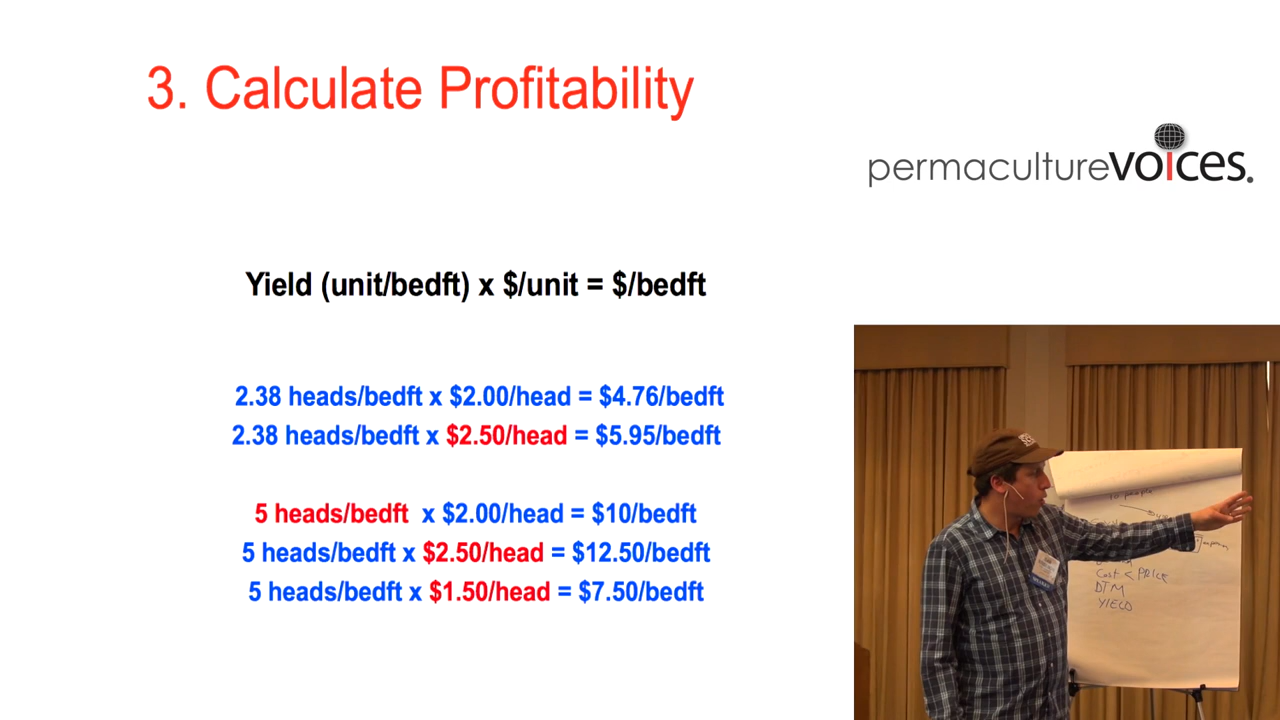 3. Calculate Profitability
permaculturevoices.
Yield (unit/bedft) x $/unit = $/bedft
2.38 heads/bedft x $2.00/head = $4.76/bedft
2.38 heads/bedft x $2.50/head = $5.95/bedft
5 heads/bedft x $2.00/head = $10/bedft
5 heads/bedft x $2.50/head = $12.50/bedft
5 heads/bedft x $1.50/head = $7.50/bedft
10 people
Cost < PRICE
DTM
YIELD